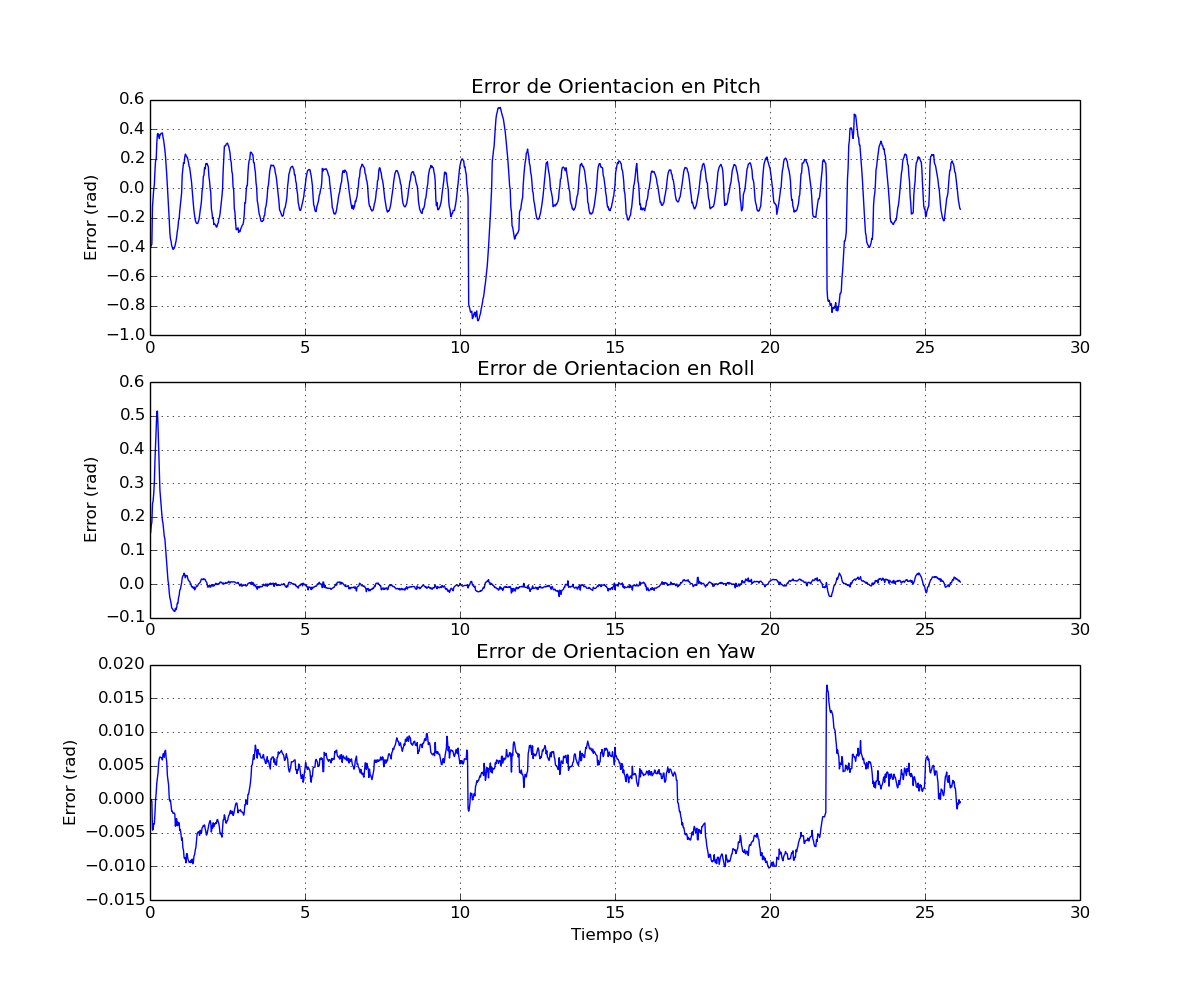 Error de Orientacion en Pitch
0.6
0.4
0.2
0.0
−0.2
−0.4
−0.6
−0.8
−1.0
Error (rad)
0 5 10 15 20 25 30
Error de Orientacion en Roll
0.6
0.5
0.4
0.3
0.2
0.1
0.0
−0.1
Error (rad)
0 5 10 15 20 25 30
Error de Orientacion en Yaw
0.020
0.015
0.010
0.005
0.000
−0.005
−0.010
−0.015
Error (rad)
0 5 10 15 20 25 30
Tiempo (s)